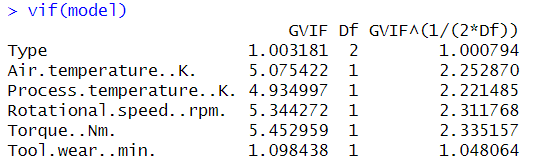 > vif(model)
GVIF Df GVIF^(1/(2*Df))
Type 1.003181 2 1.000794
Air.temperature..K. 5.075422 1 2.252870
Process.temperature..K. 4.934997 1 2.221485
Rotational.speed..rpm. 5.344272 1 2.311768
Torque..Nm. 5.452959 1 2.335157
Tool.wear..min. 1.098438 1 1.048064